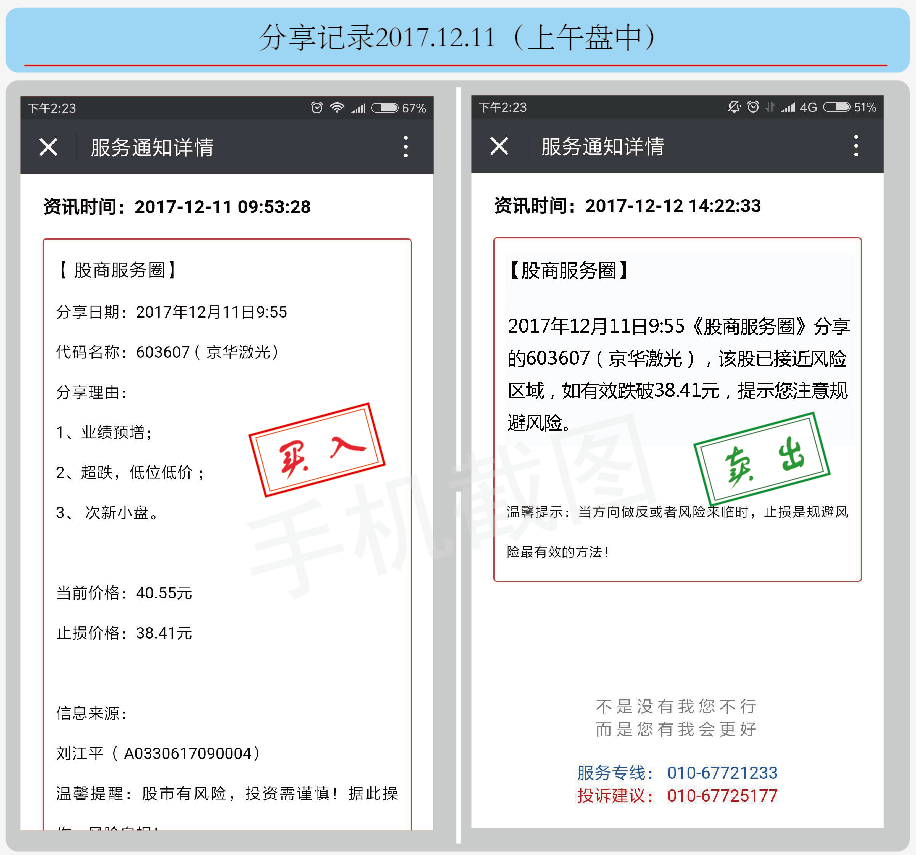 分享记录2017.12.11（上午盘中）
下午2:23
67%
服务通知详情
资讯时间：2017-12-11 09:53:28
【 股商服务圈】
分享日期：2017年12月11日9:55
代码名称：603607（ 京华激光）
分享理由：
1、业绩预增；
2、超跌，低位低价 ；
3、 次新小盘。
买入
当前价格：40.55元
止损价格：38.41元
信息来源：
刘江平（ A0330617090004）
温馨提醒：股市有风险，投资需谨慎！据此操
下午2:23
4G
51%
服务通知详情
资讯时间：2017-12-12 14:22:33
【股商服务圈】
2017年12月11日9:55《股商服务圈》分享
的603607（京华激光），该股已接近风险
区域，如有效跌破38.41元，提示您注意规
避风险。
卖出
温馨提示：当方向做反或者风险来临时，止损是规避风
险最有效的方法！
不是没有我您不行
而是您有我会更好
服务专线： 010-67721233
投诉建议： 010-67725177
手机截图